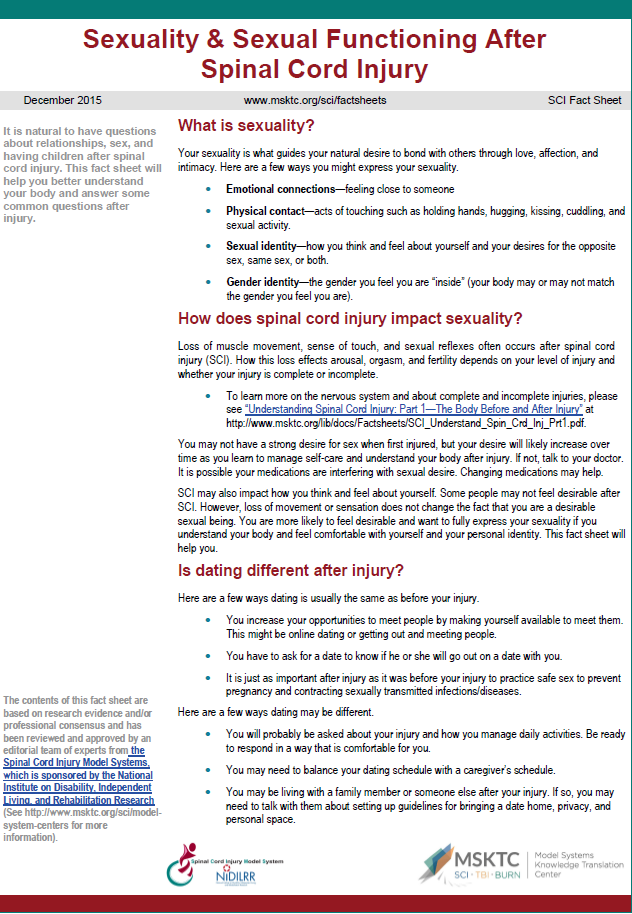 Sexuality & Sexual Functioning After
Spinal Cord Injury
December 2015
www.msktc.org/sci/factsheets
SCI Fact Sheet
It is natural to have questions
about relationships, sex, and
having children after spinal
cord injury. This fact sheet will
help you better understand
your body and answer some
common questions after
injury.
What is sexuality?
Your sexuality is what guides your natural desire to bond with others through love, affection, and
intimacy. Here are a few ways you might express your sexuality.
• Emotional connections—feeling close to someone
• Physical contact—acts of touching such as holding hands, hugging, kissing, cuddling, and
sexual activity.
• Sexual identity—how you think and feel about yourself and your desires for the opposite
sex, same sex, or both.
• Gender identity—the gender you feel you are “inside” (your body may or may not match
the gender you feel you are).
How does spinal cord injury impact sexuality?
Loss of muscle movement, sense of touch, and sexual reflexes often occurs after spinal cord
injury (SCI). How this loss effects arousal, orgasm, and fertility depends on your level of injury and
whether your injury is complete or incomplete.
• To learn more on the nervous system and about complete and incomplete injuries, please
see “Understanding Spinal Cord Injury: Part 1—The Body Before and After Injury” at
http://www.msktc.org/lib/docs/Factsheets/SCI_Understand_Spin_Crd_Inj_Prt1.pdf.
You may not have a strong desire for sex when first injured, but your desire will likely increase over
time as you learn to manage self-care and understand your body after injury. If not, talk to your doctor.
It is possible your medications are interfering with sexual desire. Changing medications may help.
SCI may also impact how you think and feel about yourself. Some people may not feel desirable after
SCI. However, loss of movement or sensation does not change the fact that you are a desirable
sexual being. You are more likely to feel desirable and want to fully express your sexuality if you
understand your body and feel comfortable with yourself and your personal identity. This fact sheet will
help you.
Is dating different after injury?
Here are a few ways dating is usually the same as before your injury.
• You increase your opportunities to meet people by making yourself available to meet them.
This might be online dating or getting out and meeting people.
• You have to ask for a date to know if he or she will go out on a date with you.
• It is just as important after injury as it was before your injury to practice safe sex to prevent
pregnancy and contracting sexually transmitted infections/diseases.
Here are a few ways dating may be different.
• You will probably be asked about your injury and how you manage daily activities. Be ready
to respond in a way that is comfortable for you.
• You may need to balance your dating schedule with a caregiver’s schedule.
• You may be living with a family member or someone else after your injury. If so, you may
need to talk with them about setting up guidelines for bringing a date home, privacy, and
personal space.
The contents of this fact sheet are
based on research evidence and/or
professional consensus and has
been reviewed and approved by an
editorial team of experts from the
Spinal Cord Injury Model Systems,
which is sponsored by the National
Institute on Disability, Independent
Living, and Rehabilitation Research
(See http://www.msktc.org/sci/model-
system-centers for more
information).
Spinal Cord Injury Model System
NIDILRR
MSKTC
SCI · TBI · BURN
Model Systems
Knowledge Translation
Center